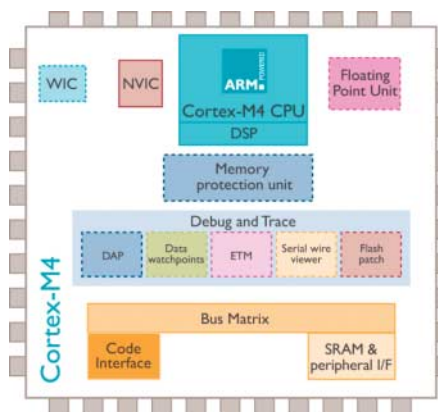 WIC
NVIC
ARM
POWERED
Cortex-M4 CPU
DSP
Floating
Point Unit
Memory
protection unit
Debug and Trace
DAP
Data
watchpoints
ETM
Serial wire
viewer
Flash
patch
Cortex-M4
Bus Matrix
Code
Interface
SRAM &
peripheral I/F